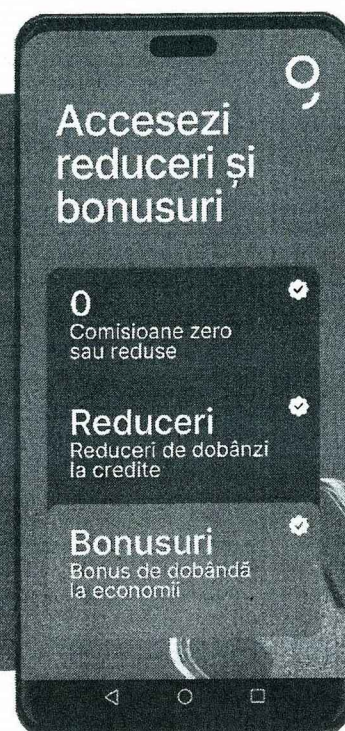 Accesezi
reduceri și
bonusuri
0
Comisioane zero
sau reduse
Reduceri
Reduceri de dobânzi
la credite
Bonusuri
Bonus de dobândă
la economii